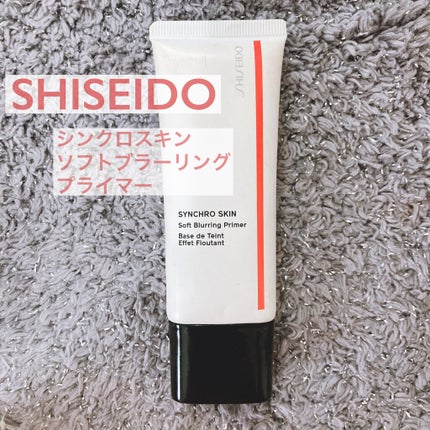 SHISEIDO
シンクロスキン
ソフトブラーリング
プライマー
SHISEIDO
SYNCHRO SKIN
Soft Blurring Primer
Base de Teint
Effet Floutant